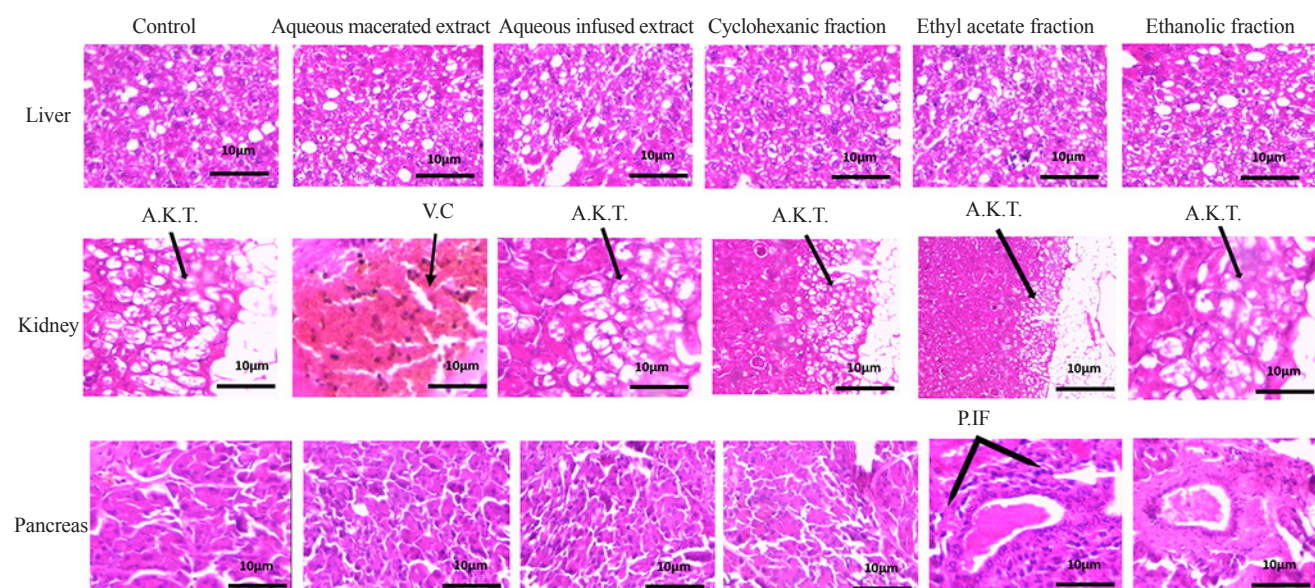 Control Aqueous macerated extract Aqueous infused extract Cyclohexanic fraction Ethyl acetate fraction Ethanolic fraction
Liver
10μm 10μm 10μm 10μm 10μm 10μm
A.K.T. V.C A.K.T. A.K.T. A.K.T. A.K.T.
Kidney
10μm 10μm 10μm 10μm 10μm 10μm
P.IF
Pancreas
10μm 10μm 10μm 10μm 10μm 10μm